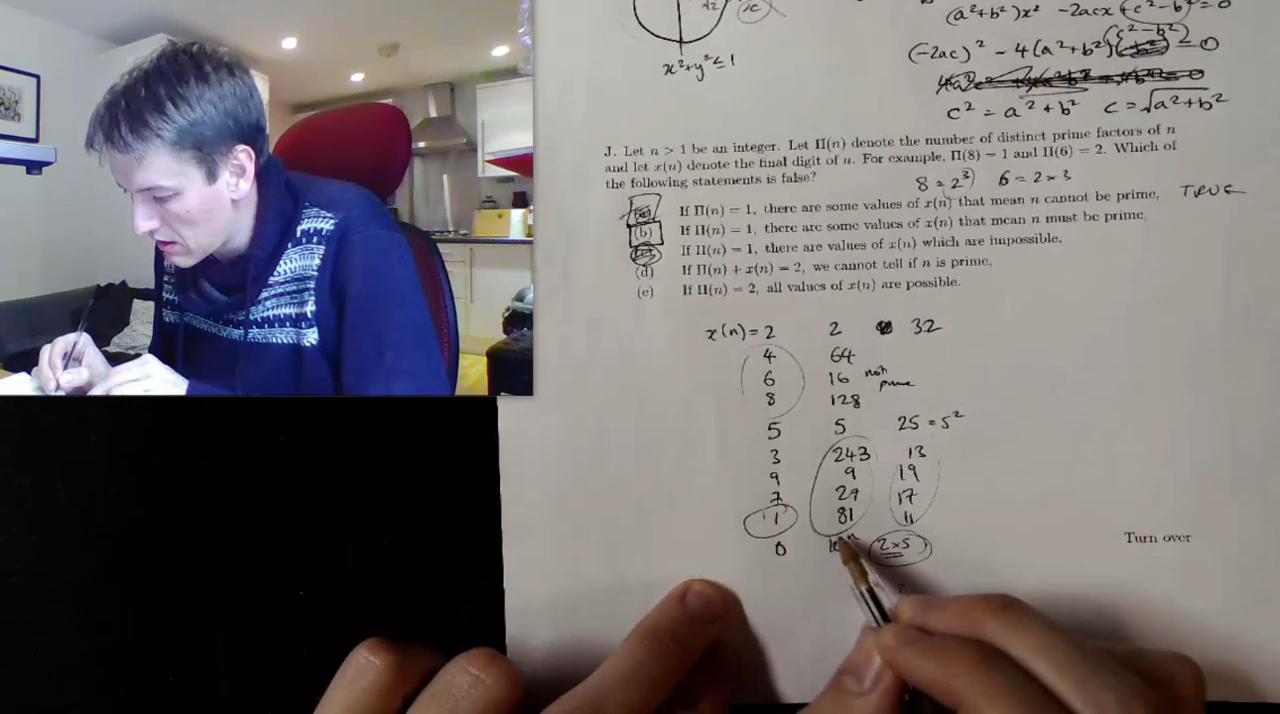 x²+y²≤1
(a²+b²)x² -2acx + c²-b² = 0
(-2ac)² - 4(a²+b²)(c²-b²) = 0
c² = a²+b² c = √a²+b²
J. Let n > 1 be an integer. Let Π(n) denote the number of distinct prime factors of n
and let x(n) denote the final digit of n. For example, Π(8) = 1 and Π(6) = 2. Which of
the following statements is false?
8 = 2³ 6 = 2×3
(a) If Π(n) = 1, there are some values of x(n) that mean n cannot be prime, TRUE
(b) If Π(n) = 1, there are some values of x(n) that mean n must be prime,
If Π(n) = 1, there are values of x(n) which are impossible,
(d) If Π(n) + x(n) = 2, we cannot tell if n is prime,
(e) If Π(n) = 2, all values of x(n) are possible.
x(n) = 2 2 32
4 64
6 16 not prime
8 128
5 5 25 = 5²
3 243 13
9 9 19
7 27 17
1 81 11
0 2×5
Turn over